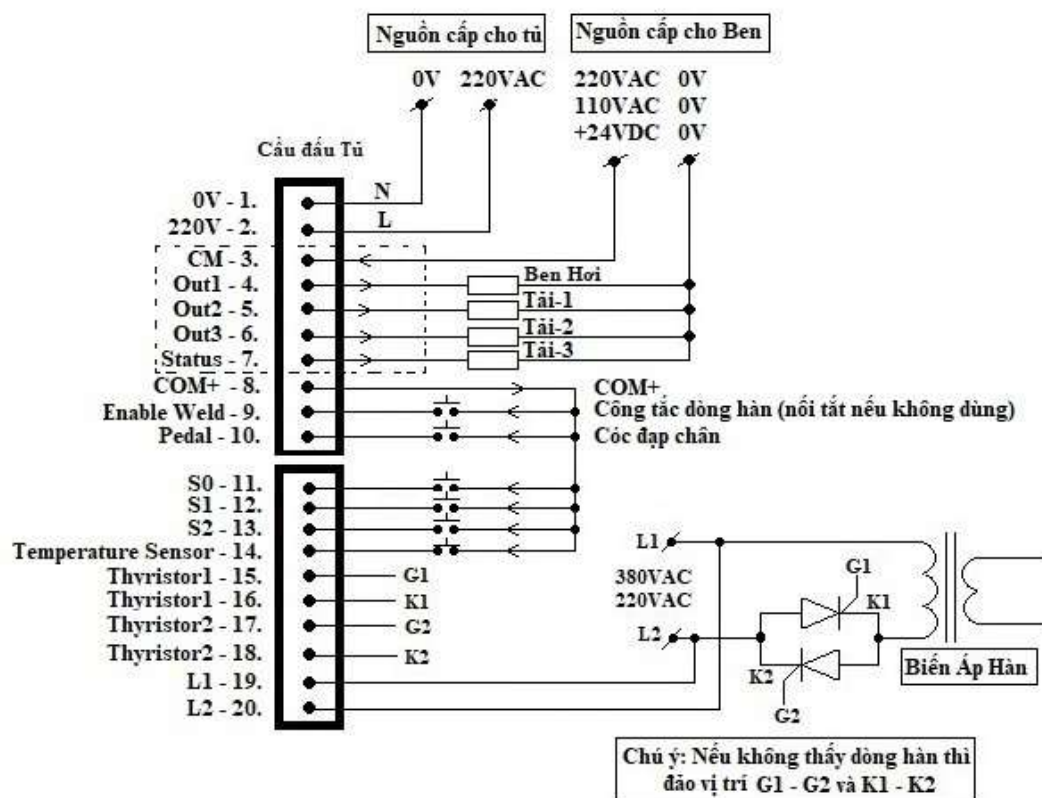 Nguồn cấp cho tủ
Nguồn cấp cho Ben
0V 220VAC
220VAC 0V
110VAC 0V
+24VDC 0V
Cầu đấu Tủ
0V - 1.
N
220V - 2.
L
CM - 3.
Out1 - 4.
Ben Hơi
Out2 - 5.
Tải-1
Out3 - 6.
Tải-2
Status - 7.
Tải-3
COM+ - 8.
COM+
Enable Weld - 9.
Công tắc dòng hàn (nối tắt nếu không dùng)
Pedal - 10.
Cóc đạp chân
S0 - 11.
S1 - 12.
S2 - 13.
Temperature Sensor - 14.
Thyristor1 - 15.
G1
Thyristor1 - 16.
K1
Thyristor2 - 17.
G2
Thyristor2 - 18.
K2
L1 - 19.
L2 - 20.
L1
380VAC
220VAC
L2
G1
K1
K2
G2
Biến Áp Hàn
Chú ý: Nếu không thấy dòng hàn thì
đảo vị trí G1 - G2 và K1 - K2